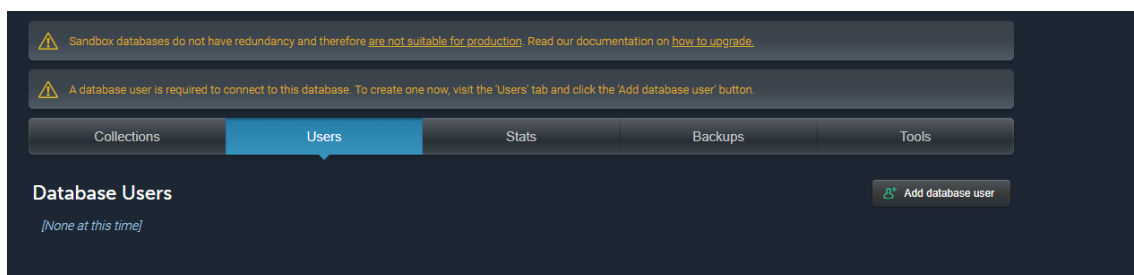 Sandbox databases do not have redundancy and therefore are not suitable for production. Read our documentation on how to upgrade.
A database user is required to connect to this database. To create one now, visit the 'Users' tab and click the 'Add database user' button.
Collections Users Stats Backups Tools
Database Users Add database user
[None at this time]